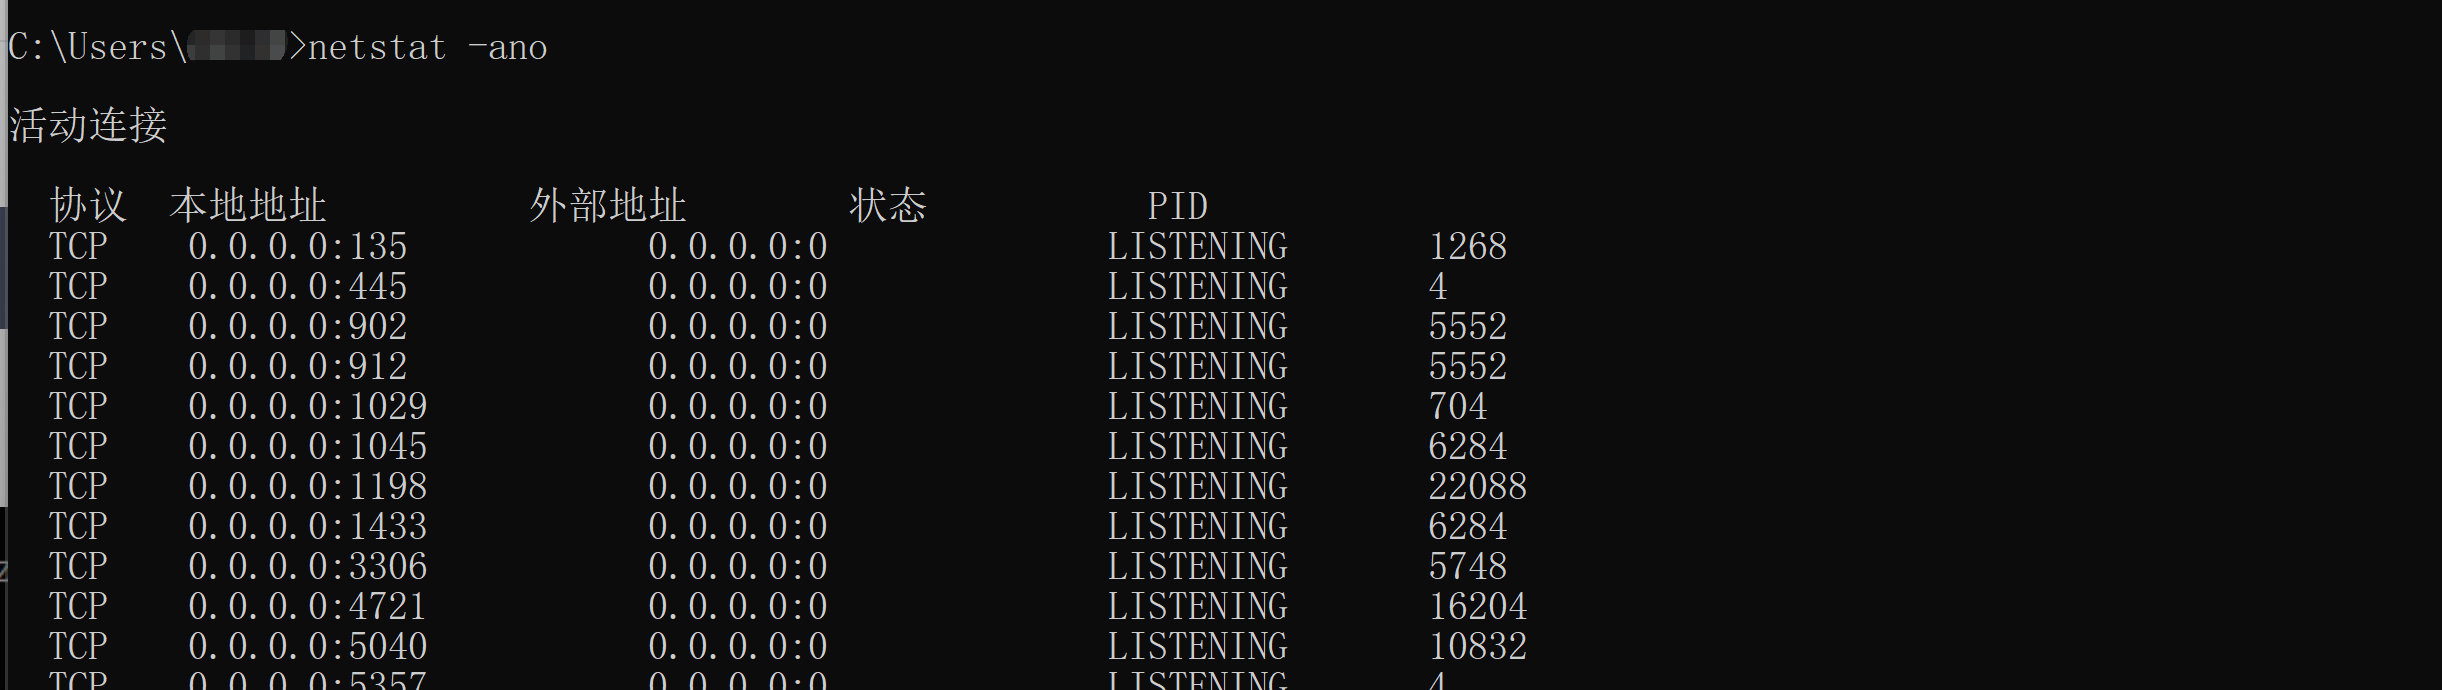 C:\Users\>netstat -ano
活动连接
协议 本地地址 外部地址 状态 PID
TCP 0.0.0.0:135 0.0.0.0:0 LISTENING 1268
TCP 0.0.0.0:445 0.0.0.0:0 LISTENING 4
TCP 0.0.0.0:902 0.0.0.0:0 LISTENING 5552
TCP 0.0.0.0:912 0.0.0.0:0 LISTENING 5552
TCP 0.0.0.0:1029 0.0.0.0:0 LISTENING 704
TCP 0.0.0.0:1045 0.0.0.0:0 LISTENING 6284
TCP 0.0.0.0:1198 0.0.0.0:0 LISTENING 22088
TCP 0.0.0.0:1433 0.0.0.0:0 LISTENING 6284
TCP 0.0.0.0:3306 0.0.0.0:0 LISTENING 5748
TCP 0.0.0.0:4721 0.0.0.0:0 LISTENING 16204
TCP 0.0.0.0:5040 0.0.0.0:0 LISTENING 10832
TCP 0.0.0.0:5357 0.0.0.0:0 LISTENING 4